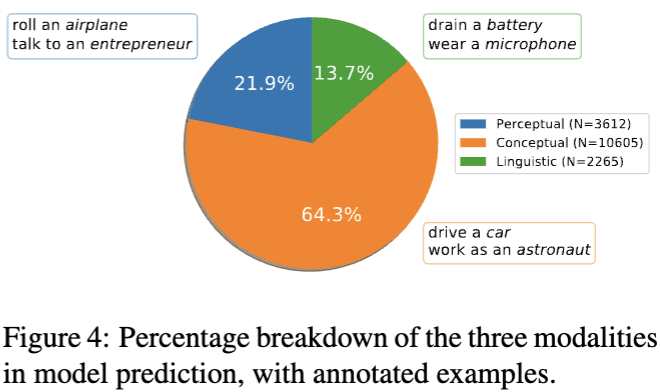 roll an airplane
talk to an entrepreneur
drain a battery
wear a microphone
21.9%
13.7%
64.3%
Perceptual (N=3612)
Conceptual (N=10605)
Linguistic (N=2265)
drive a car
work as an astronaut
Figure 4: Percentage breakdown of the three modalities
in model prediction, with annotated examples.